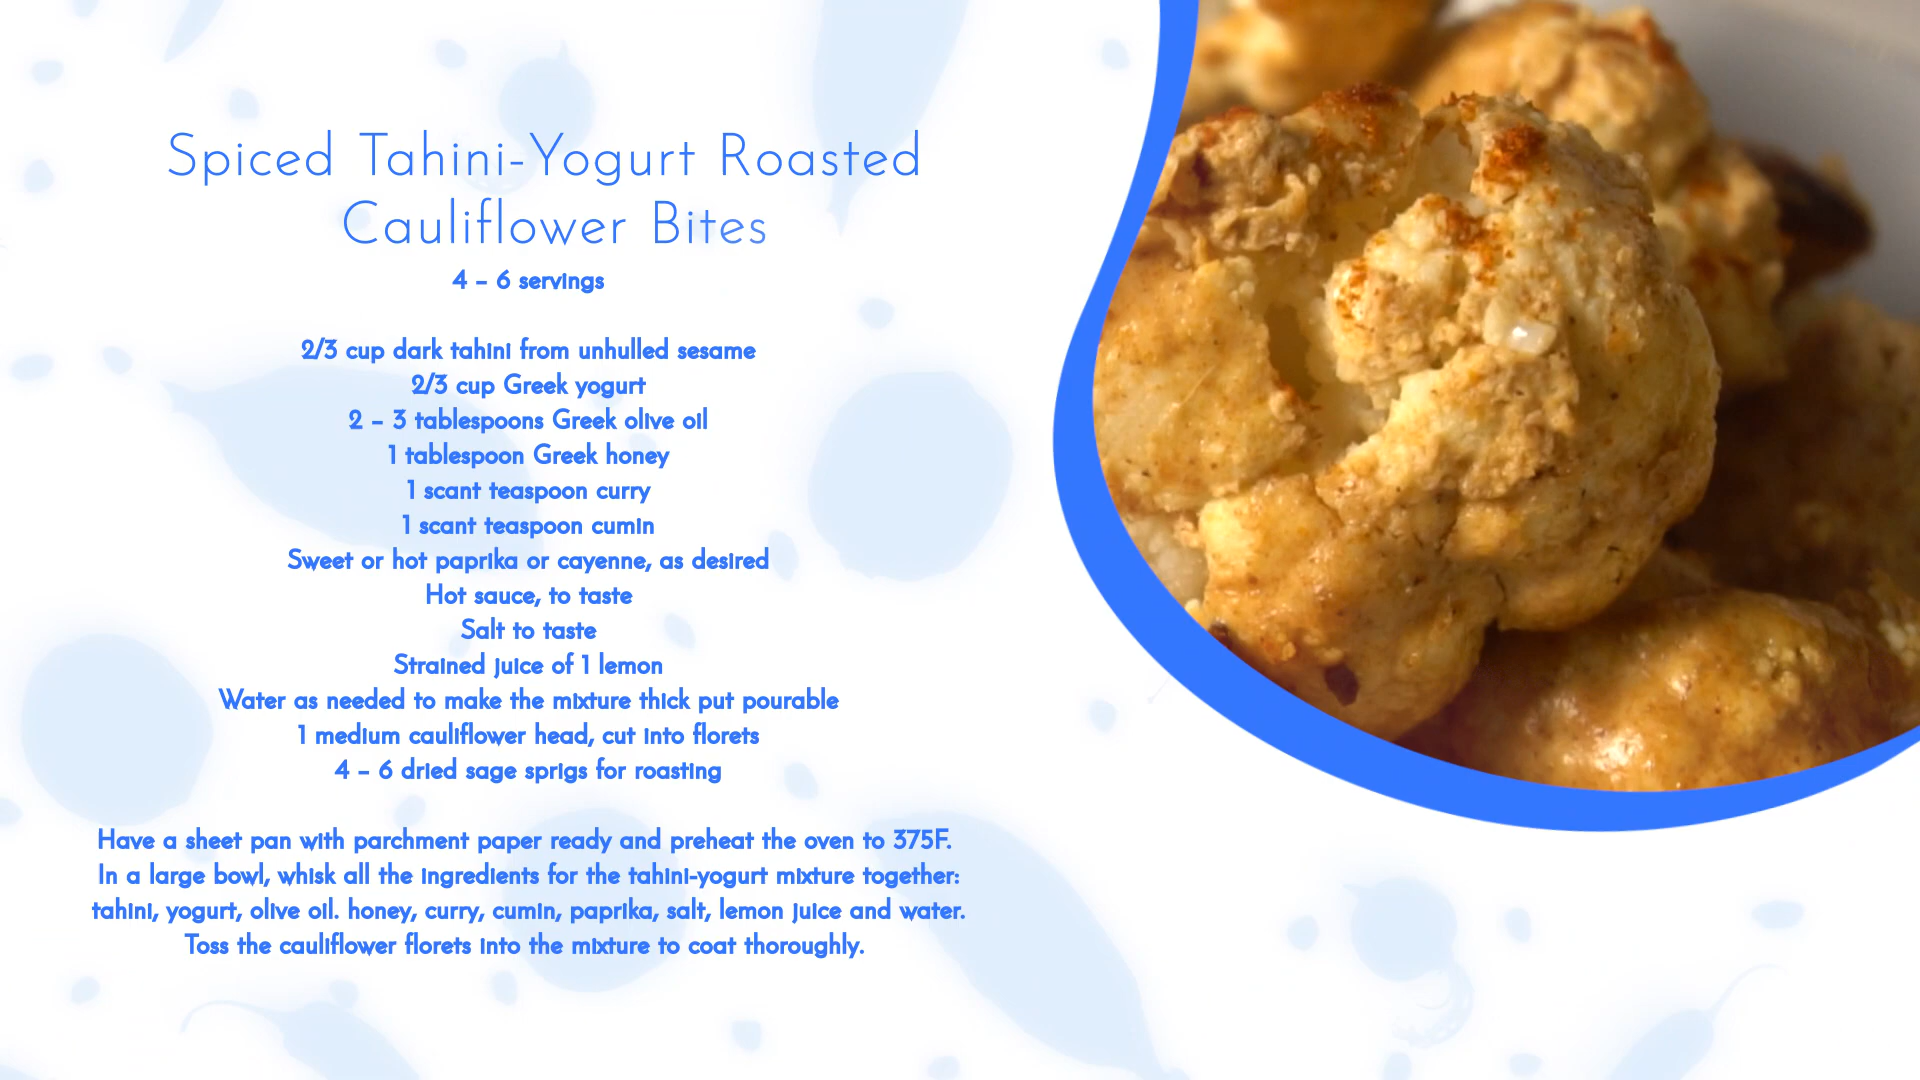 Spiced Tahini-Yogurt Roasted
Cauliflower Bites
4 – 6 servings
2/3 cup dark tahini from unhulled sesame
2/3 cup Greek yogurt
2 – 3 tablespoons Greek olive oil
1 tablespoon Greek honey
1 scant teaspoon curry
1 scant teaspoon cumin
Sweet or hot paprika or cayenne, as desired
Hot sauce, to taste
Salt to taste
Strained juice of 1 lemon
Water as needed to make the mixture thick put pourable
1 medium cauliflower head, cut into florets
4 – 6 dried sage sprigs for roasting
Have a sheet pan with parchment paper ready and preheat the oven to 375F.
In a large bowl, whisk all the ingredients for the tahini-yogurt mixture together:
tahini, yogurt, olive oil. honey, curry, cumin, paprika, salt, lemon juice and water.
Toss the cauliflower florets into the mixture to coat thoroughly.